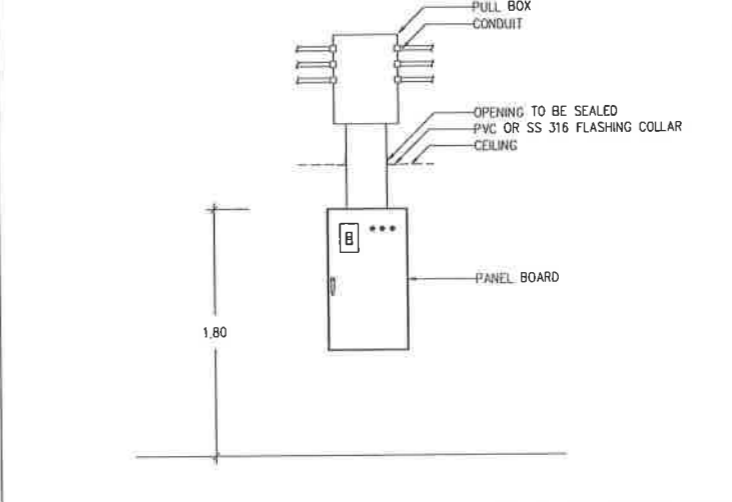 PULL BOX
CONDUIT
OPENING TO BE SEALED
PVC OR SS 316 FLASHING COLLAR
CEILING
PANEL BOARD
1.80